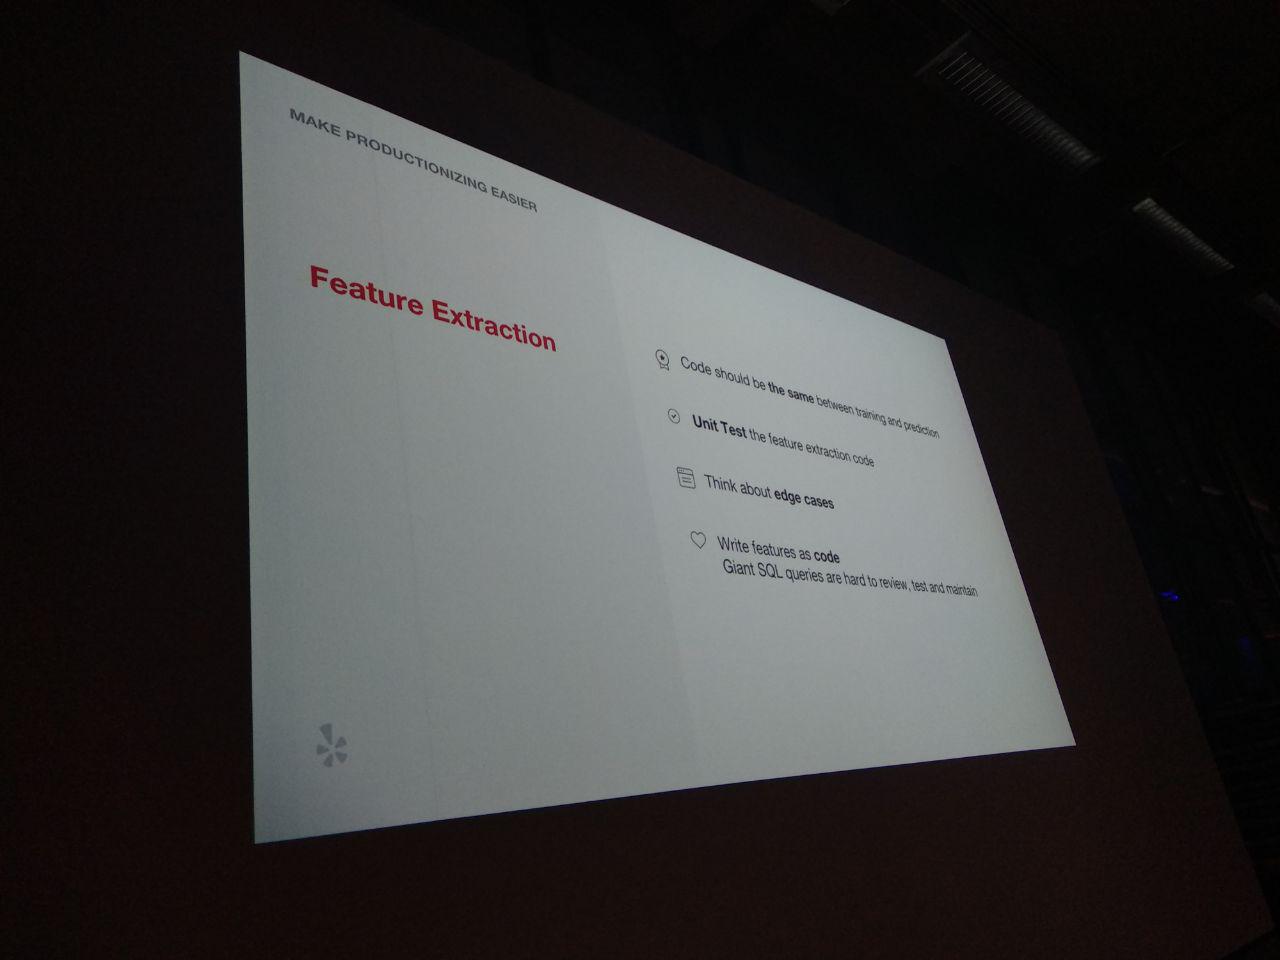 MAKE PRODUCTIONIZING EASIER
Feature Extraction
Code should be the same between training and prediction
Unit Test the feature extraction code
Think about edge cases
Write features as code
Giant SQL queries are hard to review, test and maintain